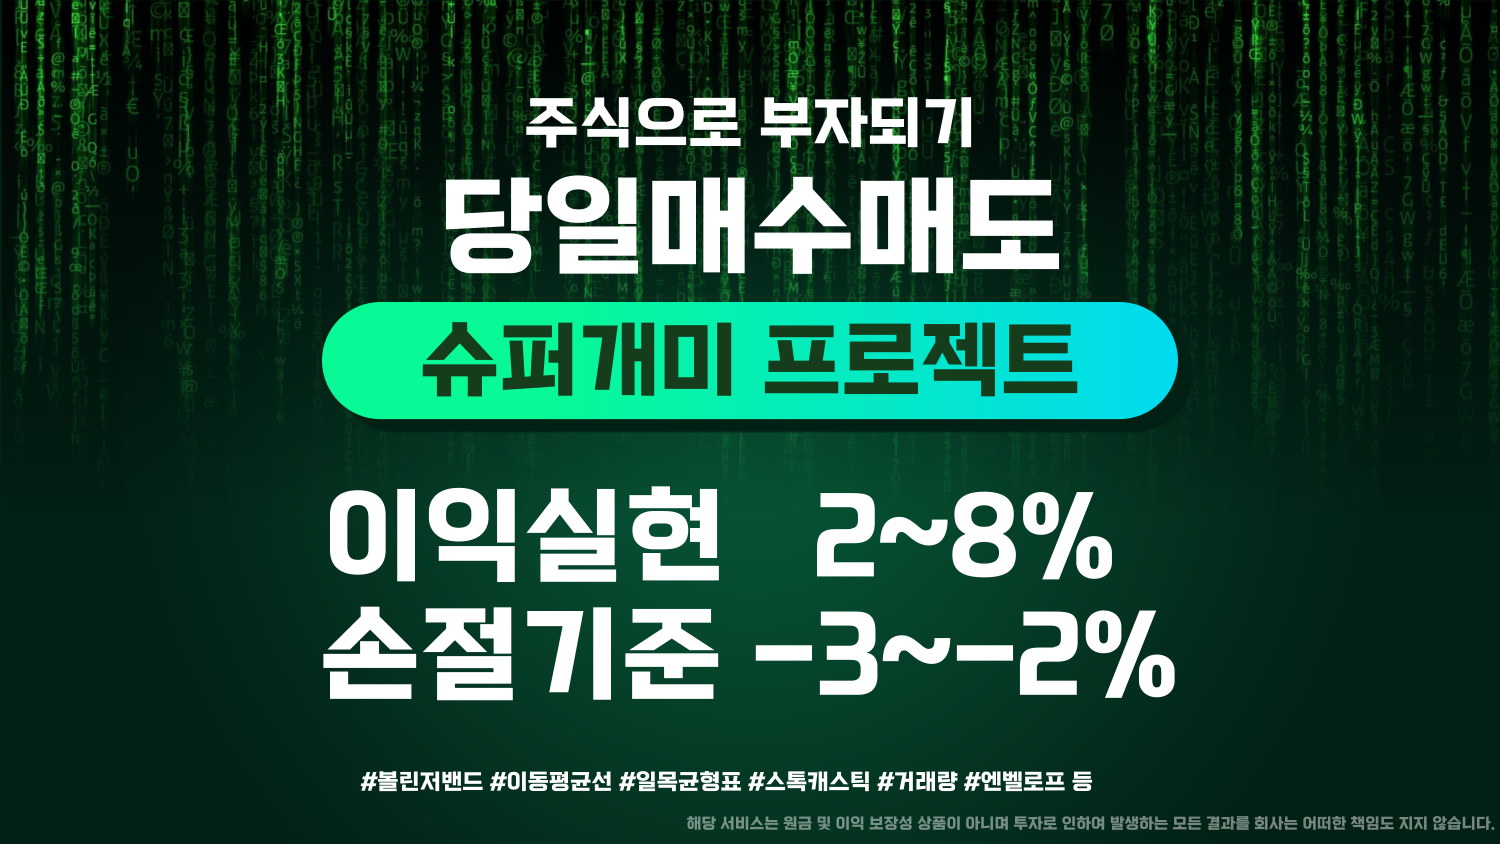 주식으로 부자되기
당일매수매도
슈퍼개미 프로젝트
이익실현 2~8%
손절기준 -3~-2%
#볼린저밴드 #이동평균선 #일목균형표 #스톡캐스틱 #거래량 #엔벨로프 등
해당 서비스는 원금 및 이익 보장성 상품이 아니며 투자로 인하여 발생하는 모든 결과를 회사는 어떠한 책임도 지지 않습니다.